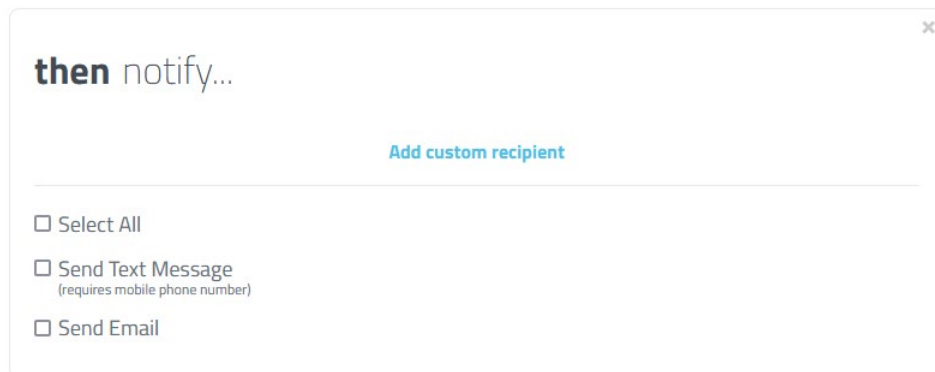 then notify...
Add custom recipient
Select All
Send Text Message
(requires mobile phone number)
Send Email